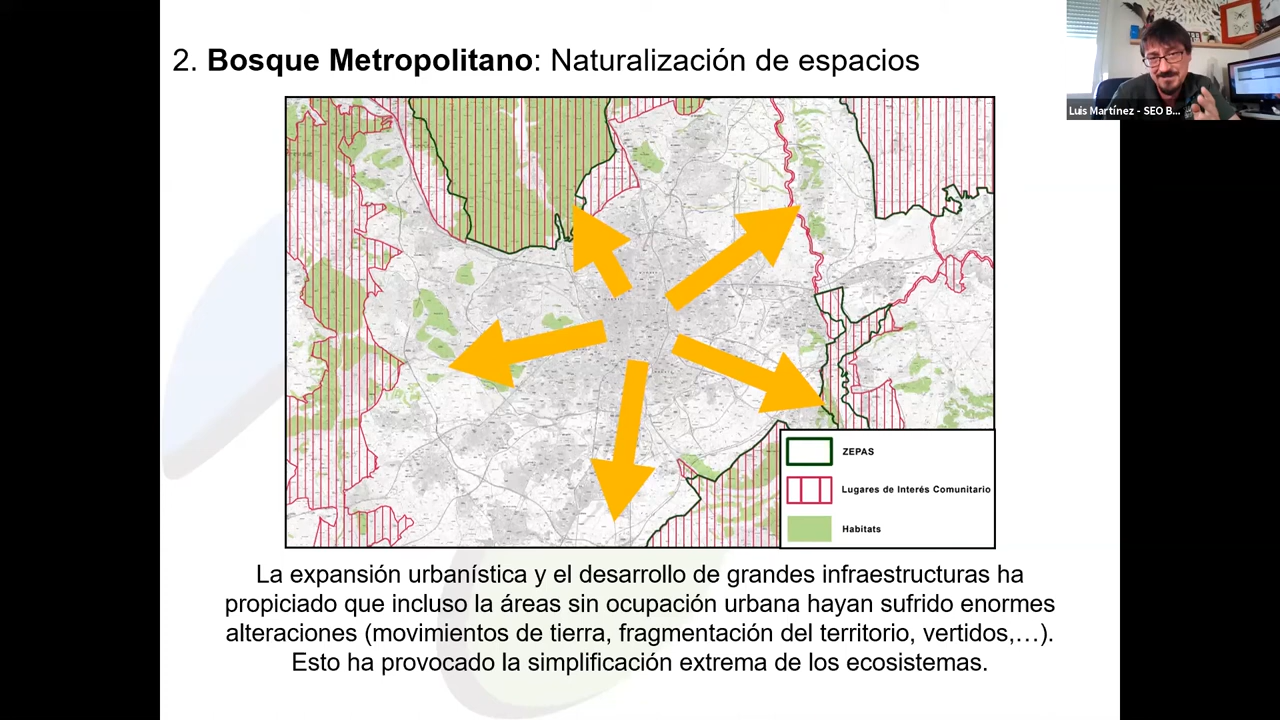 2. Bosque Metropolitano: Naturalización de espacios
Luis Martínez - SEO B...
ZEPAS
Lugares de Interés Comunitario
Habitats
La expansión urbanística y el desarrollo de grandes infraestructuras ha
propiciado que incluso la áreas sin ocupación urbana hayan sufrido enormes
alteraciones (movimientos de tierra, fragmentación del territorio, vertidos,…).
Esto ha provocado la simplificación extrema de los ecosistemas.